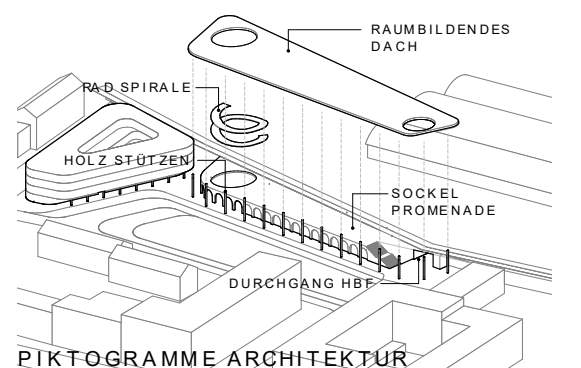 RAUMBILDENDES
DACH
RAD SPIRALE
HOLZ STÜTZEN
SOCKEL
PROMENADE
DURCHGANG HBF
PIKTOGRAMME ARCHITEKTUR